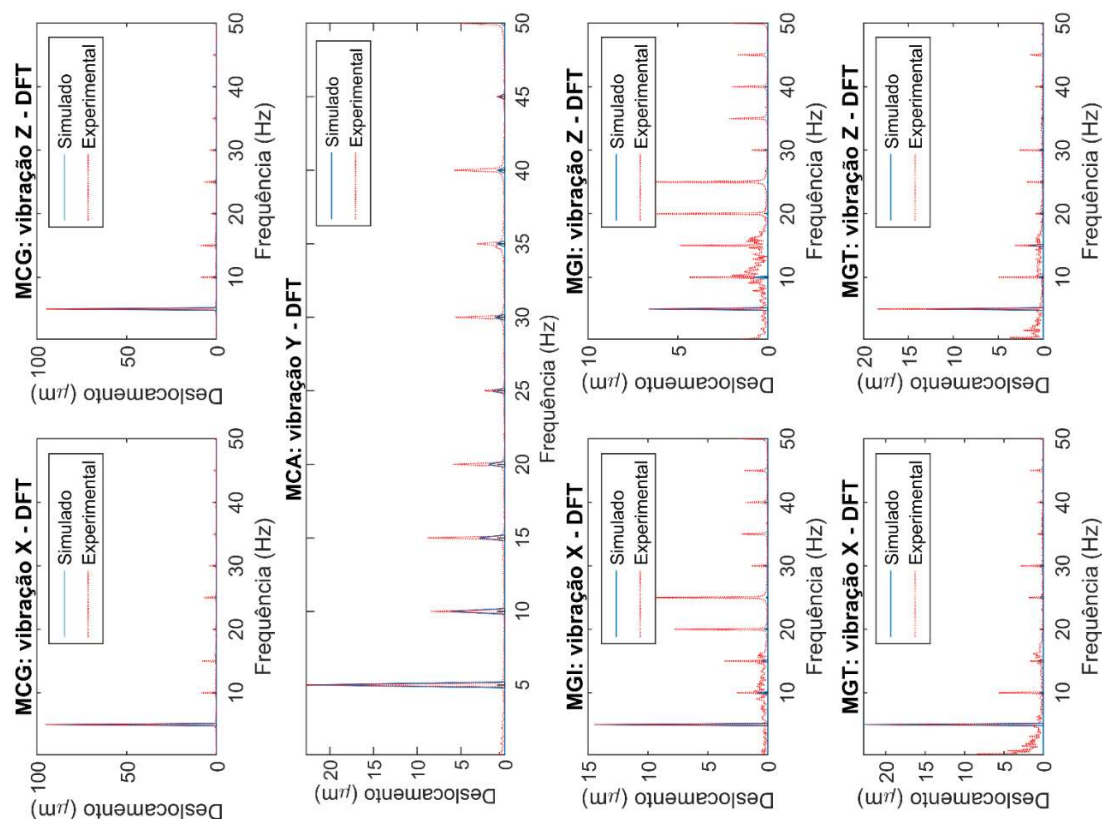 MCG: vibração X - DFT
Deslocamento (μm)
100
50
0
Simulado
Experimental
10
20
30
40
50
Frequência (Hz)
MCG: vibração Z - DFT
Deslocamento (μm)
100
50
0
Simulado
Experimental
10
20
30
40
50
Frequência (Hz)
MCA: vibração Y - DFT
Deslocamento (μm)
20
15
10
5
0
Simulado
Experimental
5
10
15
20
25
30
35
40
45
50
Frequência (Hz)
MGI: vibração X - DFT
Deslocamento (μm)
15
10
5
0
Simulado
Experimental
10
20
30
40
50
Frequência (Hz)
MGI: vibração Z - DFT
Deslocamento (μm)
10
5
0
Simulado
Experimental
10
20
30
40
50
Frequência (Hz)
MGT: vibração X - DFT
Deslocamento (μm)
20
15
10
5
0
Simulado
Experimental
10
20
30
40
50
Frequência (Hz)
MGT: vibração Z - DFT
Deslocamento (μm)
20
15
10
5
0
Simulado
Experimental
10
20
30
40
50
Frequência (Hz)